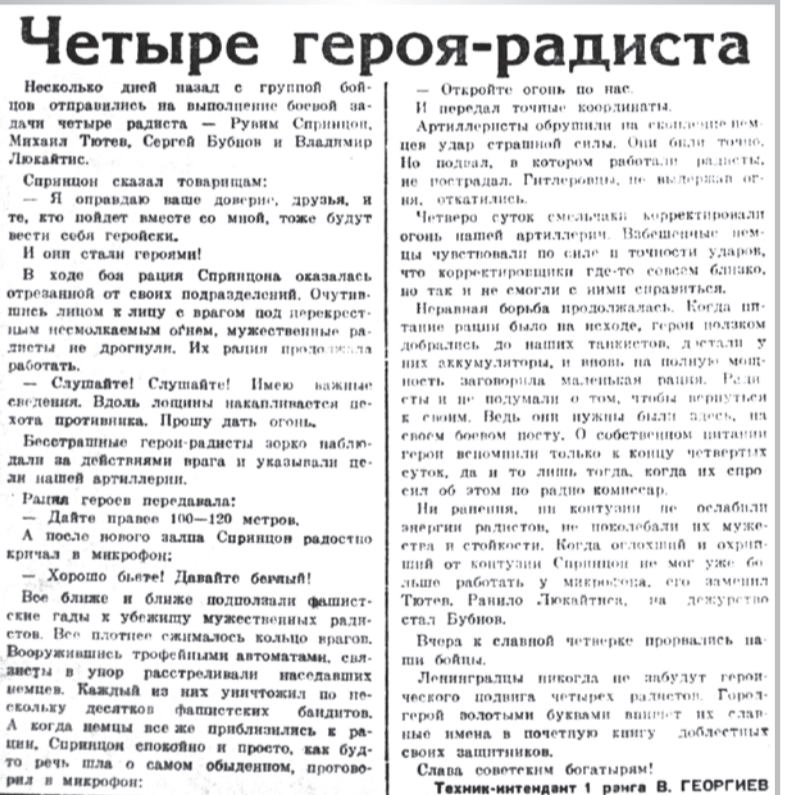 Четыре героя-радиста
Несколько дней назад с группой бой-
цов отправились на выполнение боевой за-
дачи четыре радиста — Рувим Спринцон,
Михаил Тютев, Сергей Бубнов и Владимир
Люкайтис.
Спринцон сказал товарищам:
— Я оправдаю ваше доверие, друзья, и
те, кто пойдет вместе со мной, тоже будут
вести себя геройски.
И они стали героями!
В ходе боя рация Спринцона оказалась
отрезанной от своих подразделений. Очутив-
шись лицом к лицу с врагом под перекрест-
ным несмолкаемым огнем, мужественные ра-
дисты не дрогнули. Их рация продолжала
работать.
— Слушайте! Слушайте! Имею важные
сведения. Вдоль лощины накапливается пе-
хота противника. Прошу дать огонь.
Бесстрашные герои-радисты зорко наблю-
дали за действиями врага и указывали це-
ли нашей артиллерии.
Рация героев передавала:
— Дайте правее 100—120 метров.
А после нового залпа Спринцон радостно
кричал в микрофон:
— Хорошо бьете! Давайте беглый!
Все ближе и ближе подползали фашист-
ские гады к убежищу мужественных ради-
стов. Все плотнее сжималось кольцо врагов.
Вооружившись трофейными автоматами, свя-
зисты в упор расстреливали наседавших
немцев. Каждый из них уничтожил по не-
скольку десятков фашистских бандитов.
А когда немцы все же приблизились к ра-
ции, Спринцон спокойно и просто, как буд-
то речь шла о самом обыденном, прогово-
рил в микрофон:
— Откройте огонь по нас.
И передал точные координаты.
Артиллеристы обрушили на скопление нем-
цев удар страшной силы. Они били точно.
Но подвал, в котором работали радисты,
не пострадал. Гитлеровцы, не выдержав ог-
ня, откатились.
Четверо суток смельчаки корректировали
огонь нашей артиллерии. Взбешенные нем-
цы чувствовали по силе и точности ударов,
что корректировщики где-то совсем близко,
но так и не смогли с ними справиться.
Неравная борьба продолжалась. Когда пи-
тание рации было на исходе, герои ползком
добрались до наших танкистов, достали у
них аккумуляторы, и вновь на полную мощ-
ность заговорила маленькая рация. Ради
сты и не подумали о том, чтобы вернуться
к своим. Ведь они нужны были здесь, на
своем боевом посту. О собственном питании
герои вспомнили только к концу четвертых
суток, да и то лишь тогда, когда их спро
сил об этом по радио комиссар.
Ни ранения, ни контузии не ослабили
энергии радистов, не поколебали их муже-
ства и стойкости. Когда оглохший и охрип-
ший от контузии Спринцон не мог уже бо
льше работать у микрофона, его заменил
Тютев. Ранило Люкайтиса, на дежурство
стал Бубнов.
Вчера к славной четверке прорвались на-
ши бойцы.
Ленинградцы никогда не забудут герои-
ческого подвига четырех радистов. Город-
герой золотыми буквами впишет их слав-
ные имена в почетную книгу доблестных
своих защитников.
Слава советским богатырям!
Техник-интендант 1 ранга В. ГЕОРГИЕВ